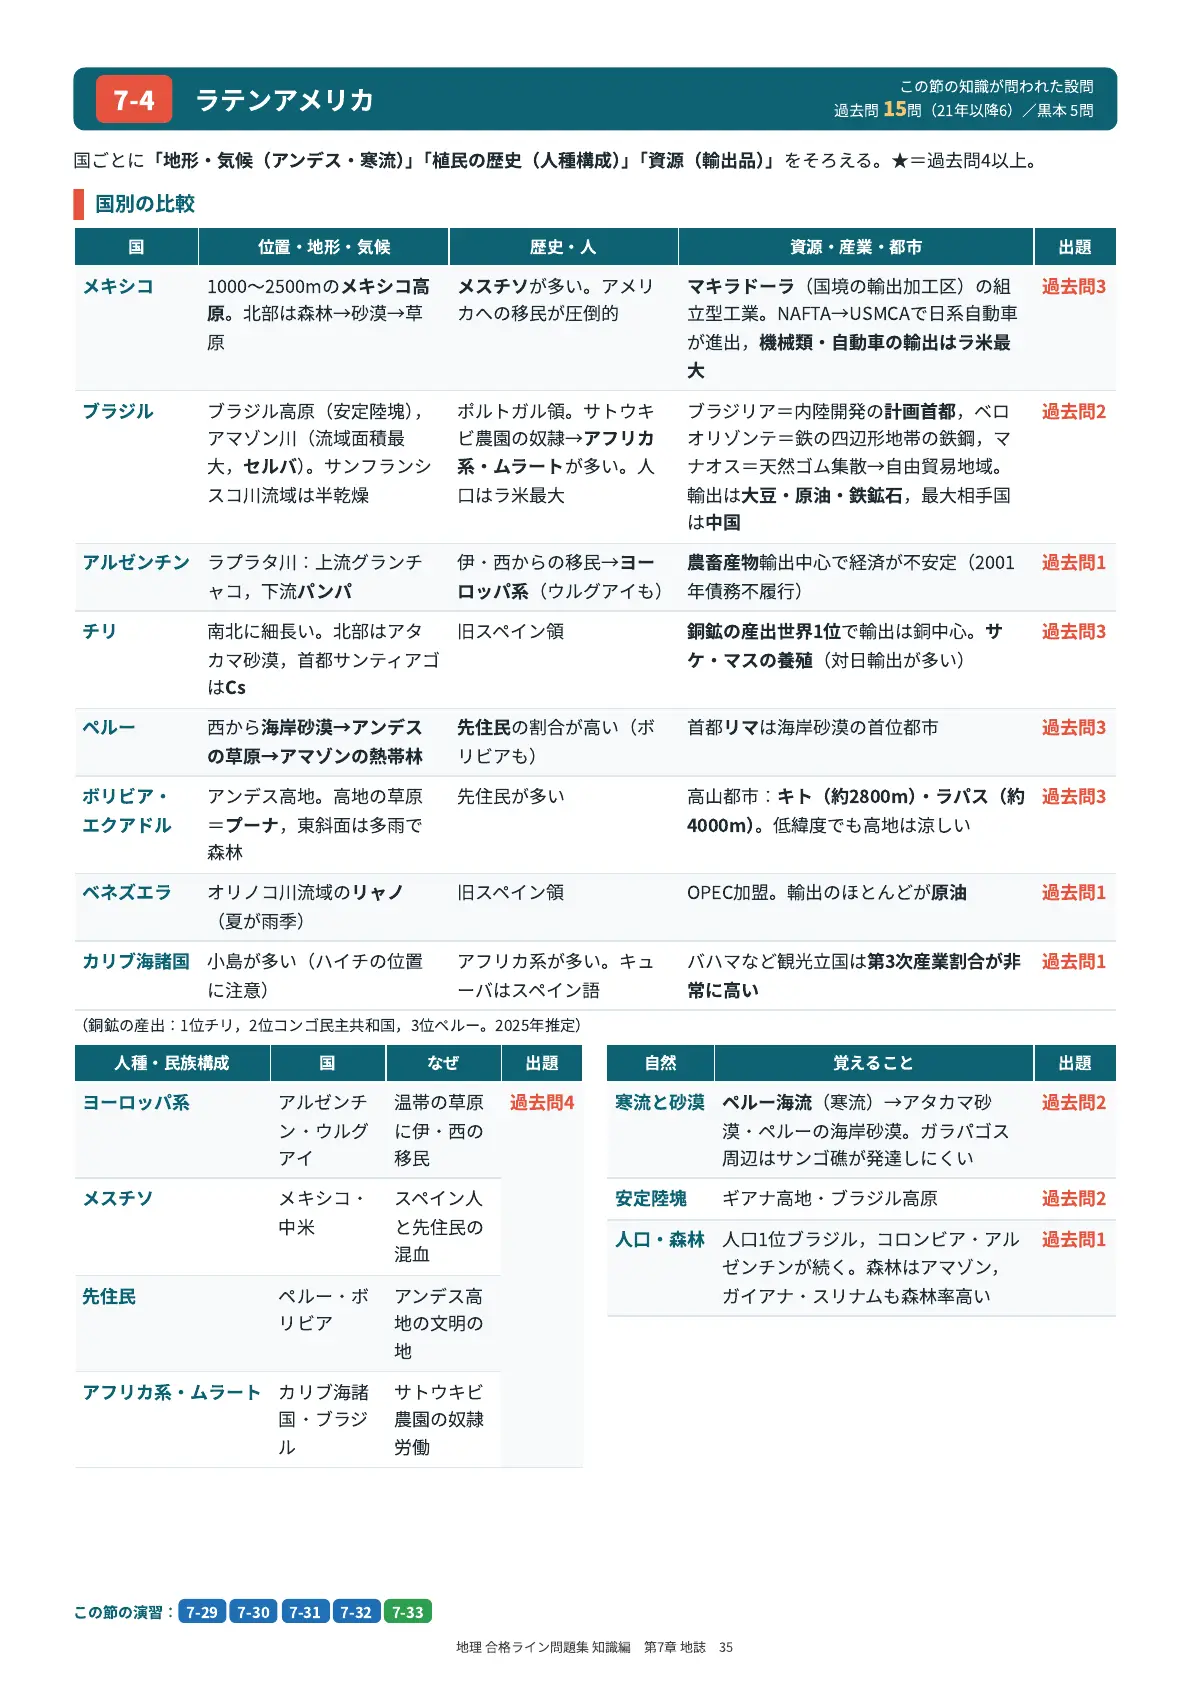 7-4 ラテンアメリカ
この節の知識が問われた設問
過去問 15問（21年以降6）／黒本 5問
国ごとに「地形・気候（アンデス・寒流）」「植民の歴史（人種構成）」「資源（輸出品）」をそろえる。★＝過去問4以上。
国別の比較
国 位置・地形・気候 歴史・人 資源・産業・都市 出題
メキシコ 1000〜2500mのメキシコ高 メスチソが多い。アメリ マキラドーラ（国境の輸出加工区）の組 過去問3
原。北部は森林→砂漠→草 カへの移民が圧倒的 立型工業。NAFTA→USMCAで日系自動車
原 が進出，機械類・自動車の輸出はラ米最
大
ブラジル ブラジル高原（安定陸塊）， ポルトガル領。サトウキ ブラジリア＝内陸開発の計画首都，ベロ 過去問2
アマゾン川（流域面積最 ビ農園の奴隷→アフリカ オリゾンテ＝鉄の四辺形地帯の鉄鋼，マ
大，セルバ）。サンフランシ 系・ムラートが多い。人 ナオス＝天然ゴム集散→自由貿易地域。
スコ川流域は半乾燥 口はラ米最大 輸出は大豆・原油・鉄鉱石，最大相手国
は中国
アルゼンチン ラプラタ川：上流グランチ 伊・西からの移民→ヨー 農畜産物輸出中心で経済が不安定（2001 過去問1
ャコ，下流パンパ ロッパ系（ウルグアイも） 年債務不履行）
チリ 南北に細長い。北部はアタ 旧スペイン領 銅鉱の産出世界1位で輸出は銅中心。サ 過去問3
カマ砂漠，首都サンティアゴ ケ・マスの養殖（対日輸出が多い）
はCs
ペルー 西から海岸砂漠→アンデス 先住民の割合が高い（ボ 首都リマは海岸砂漠の首位都市 過去問3
の草原→アマゾンの熱帯林 リビアも）
ボリビア・ アンデス高地。高地の草原 先住民が多い 高山都市：キト（約2800m）・ラパス（約 過去問3
エクアドル ＝プーナ，東斜面は多雨で 4000m）。低緯度でも高地は涼しい
森林
ベネズエラ オリノコ川流域のリャノ 旧スペイン領 OPEC加盟。輸出のほとんどが原油 過去問1
（夏が雨季）
カリブ海諸国 小島が多い（ハイチの位置 アフリカ系が多い。キュ バハマなど観光立国は第3次産業割合が非 過去問1
に注意） ーバはスペイン語 常に高い
（銅鉱の産出：1位チリ，2位コンゴ民主共和国，3位ペルー。2025年推定）
人種・民族構成 国 なぜ 出題
ヨーロッパ系 アルゼンチ 温帯の草原 過去問4
ン・ウルグ に伊・西の
アイ 移民
メスチソ メキシコ・ スペイン人
中米 と先住民の
混血
先住民 ペルー・ボ アンデス高
リビア 地の文明の
地
アフリカ系・ムラート カリブ海諸 サトウキビ
国・ブラジ 農園の奴隷
ル 労働
自然 覚えること 出題
寒流と砂漠 ペルー海流（寒流）→アタカマ砂 過去問2
漠・ペルーの海岸砂漠。ガラパゴス
周辺はサンゴ礁が発達しにくい
安定陸塊 ギアナ高地・ブラジル高原 過去問2
人口・森林 人口1位ブラジル，コロンビア・アル 過去問1
ゼンチンが続く。森林はアマゾン，
ガイアナ・スリナムも森林率高い
この節の演習： 7-29 7-30 7-31 7-32 7-33
地理 合格ライン問題集 知識編 第7章 地誌 35